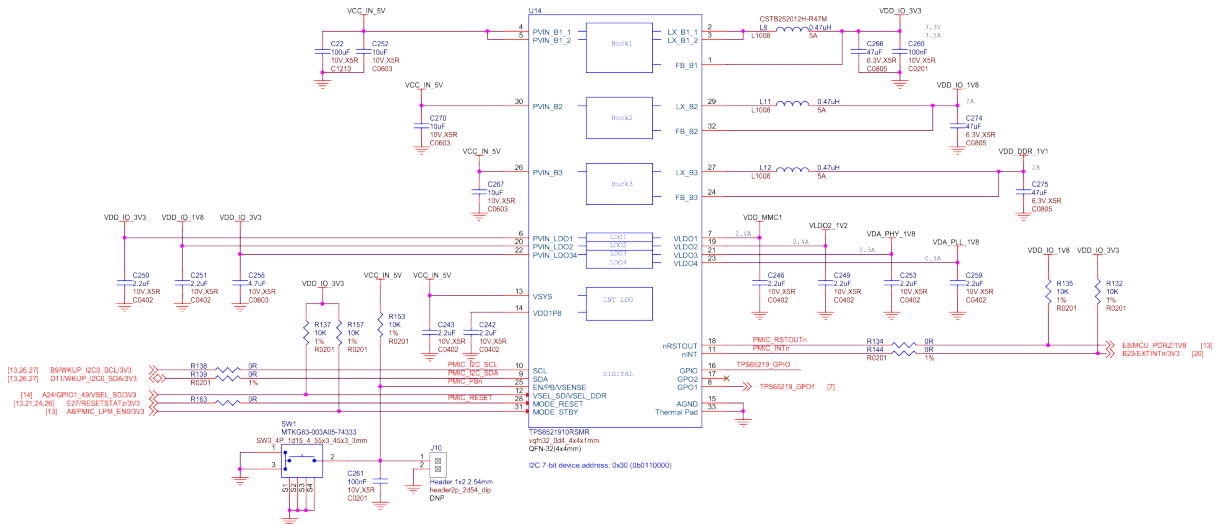 VCC_IN_5V
C22
100uF
10V,X5R
C1210
C252
10uF
10V,X5R
C0603
U14
4 PVIN_B1_1
5 PVIN_B1_2
Buck1
LX_B1_1 2
LX_B1_2 3
FB_B1 1
CSTB252012H-R47M
L8 0.47uH
L1008 5A
VDD_IO_3V3
3.3V
3.5A
C266
47uF
6.3V,X5R
C0805
C269
100nF
10V,X5R
C0201
VCC_IN_5V
C270
10uF
10V,X5R
C0603
30 PVIN_B2
Buck2
LX_B2 29
FB_B2 32
L11 0.47uH
L1008 5A
VDD_IO_1V8
2A
C274
47uF
6.3V,X5R
C0805
VCC_IN_5V
C267
10uF
10V,X5R
C0603
26 PVIN_B3
Buck3
LX_B3 27
FB_B3 24
L12 0.47uH
L1008 5A
VDD_DDR_1V1
2A
C275
47uF
6.3V,X5R
C0805
VDD_IO_3V3 VDD_IO_1V8 VDD_IO_3V3
6 PVIN_LDO1
20 PVIN_LDO2
22 PVIN_LDO34
LDO1
LDO2
LDO3
LDO4
VLDO1 7
VLDO2 19
VLDO3 21
VLDO4 23
VDD_MMC1
0.4A
VLDO2_1V2
0.4A
VDA_PHY_1V8
0.3A
VDA_PLL_1V8
0.3A
C250
2.2uF
10V,X5R
C0402
C251
2.2uF
10V,X5R
C0402
C258
4.7uF
10V,X5R
C0603
C246
2.2uF
10V,X5R
C0402
C249
2.2uF
10V,X5R
C0402
C253
2.2uF
10V,X5R
C0402
C259
2.2uF
10V,X5R
C0402
VDD_IO_1V8 VDD_IO_3V3
R135
10K
1%
R0201
R132
10K
1%
R0201
VDD_IO_3V3
R137
10K
1%
R0201
R157
10K
1%
R0201
VCC_IN_5V VCC_IN_5V
R153
10K
1%
R0201
C243
2.2uF
10V,X5R
C0402
C242
2.2uF
10V,X5R
C0402
13 VSYS
14 VDD1P8
INT LDO
nRSTOUT 18 PMIC_RSTOUTn R134 0R E8/MCU_PORZ/1V8 [13]
nINT 11 PMIC_INTn R144 0R B23/EXTINTn/3V3 [20]
R0201 1%
[13,26,27] B9/WKUP_I2C0_SCL/3V3 R138 0R PMIC_I2C_SCL 10 SCL
[13,26,27] D11/WKUP_I2C0_SDA/3V3 R139 0R PMIC_I2C_SDA 9 SDA
R0201 1%
PMIC_PBn 25 EN/PB/VSENSE
[14] A24/GPIO1_49/VSEL_SD/3V3 12 VSEL_SD/VSEL_DDR
[13,21,24,26] E27/RESETSTATz/3V3 R163 0R PMIC_RESET 28 MODE_RESET
[13] A8/PMIC_LPM_EN0/3V3 31 MODE_STBY
DIGITAL
GPIO 16 TPS65219_GPIO
GPO2 17
GPO1 8 TPS65219_GPO1 [7]
AGND 15
Thermal Pad 33
TPS6521910RSMR
vqfn32_0d4_4x4x1mm
QFN-32(4x4mm)
I2C 7-bit device address: 0x30 (0b0110000)
SW1
MTKG83-003A05-74333
SW3_4P_1d15_4_55x3_45x3_3mm
1
3
2
S1
S2
S3
S4
C261
100nF
10V,X5R
C0201
J10
1
2
Header 1x2 2.54mm
header2p_2d54_dip
DNP